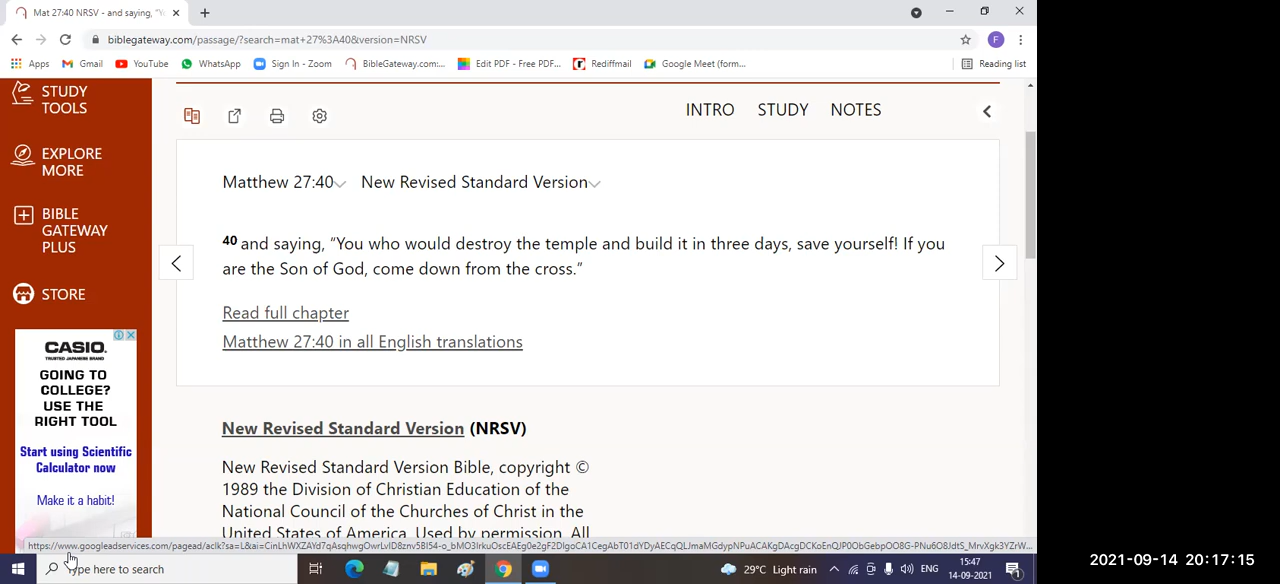 Mat 27:40 NRSV - and saying, “Y
biblegateway.com/passage/?search=mat+27%3A40&version=NRSV
F
Apps Gmail YouTube WhatsApp Sign In - Zoom BibleGateway.com:... Edit PDF - Free PDF... Rediffmail Google Meet (form... Reading list
STUDY
TOOLS
EXPLORE
MORE
BIBLE
GATEWAY
PLUS
STORE
CASIO.
TRUSTED JAPANESE BRAND
GOING TO
COLLEGE?
USE THE
RIGHT TOOL
Start using Scientific
Calculator now
Make it a habit!
INTRO STUDY NOTES
Matthew 27:40 New Revised Standard Version
40 and saying, “You who would destroy the temple and build it in three days, save yourself! If you
are the Son of God, come down from the cross.”
Read full chapter
Matthew 27:40 in all English translations
New Revised Standard Version (NRSV)
New Revised Standard Version Bible, copyright ©
1989 the Division of Christian Education of the
National Council of the Churches of Christ in the
United States of America. Used by permission. All
Type here to search
29°C Light rain ENG 15:47
14-09-2021 1
2021-09-14 20:17:15